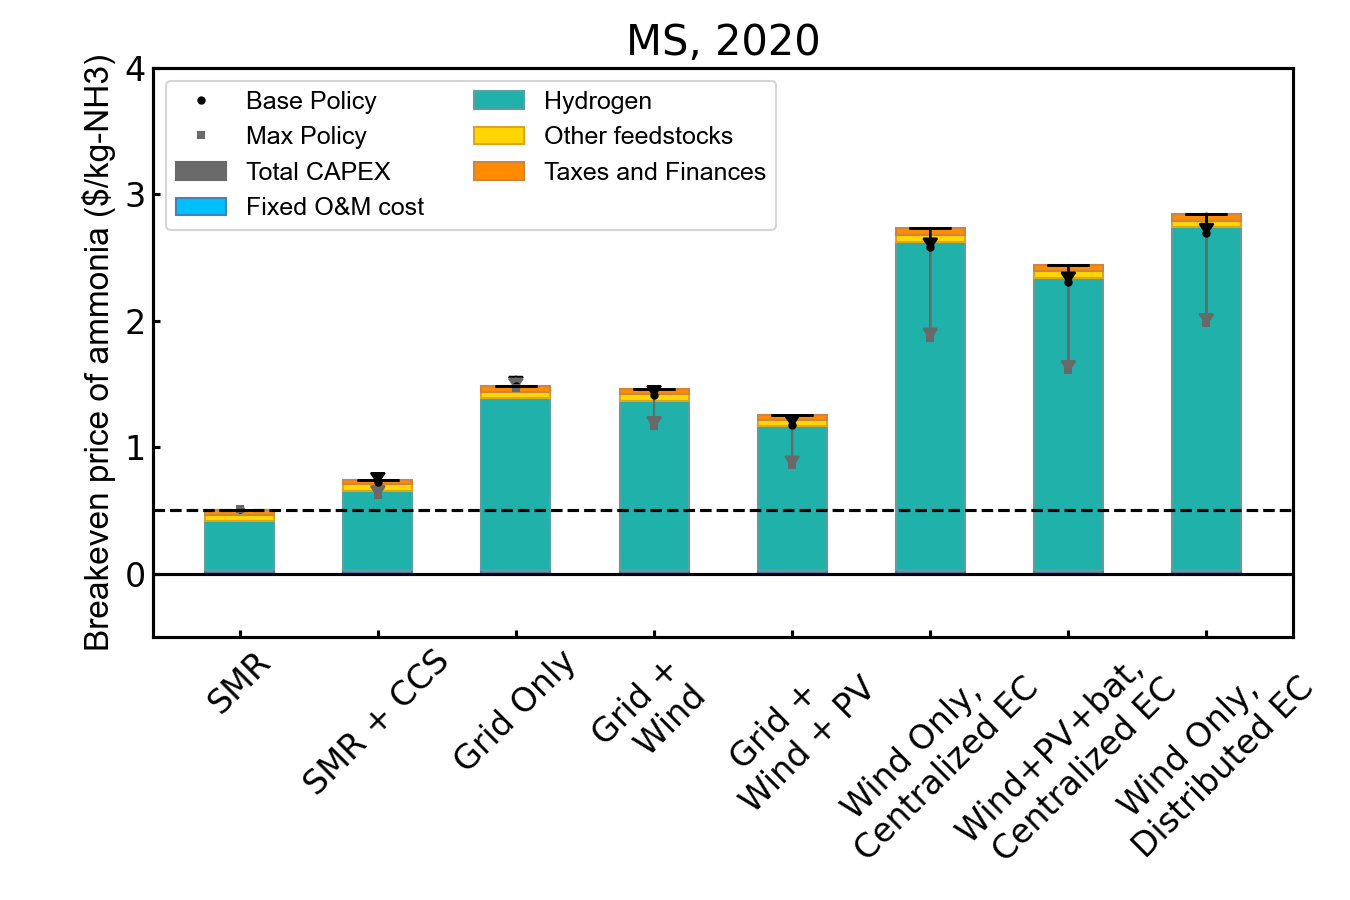 MS, 2020
Breakeven price of ammonia ($/kg-NH3)
4
3
2
1
0
Base Policy
Max Policy
Total CAPEX
Fixed O&M cost
Hydrogen
Other feedstocks
Taxes and Finances
SMR
SMR + CCS
Grid Only
Grid +
Wind
Grid +
Wind + PV
Wind Only,
Centralized EC
Wind+PV+bat,
Centralized EC
Wind Only,
Distributed EC